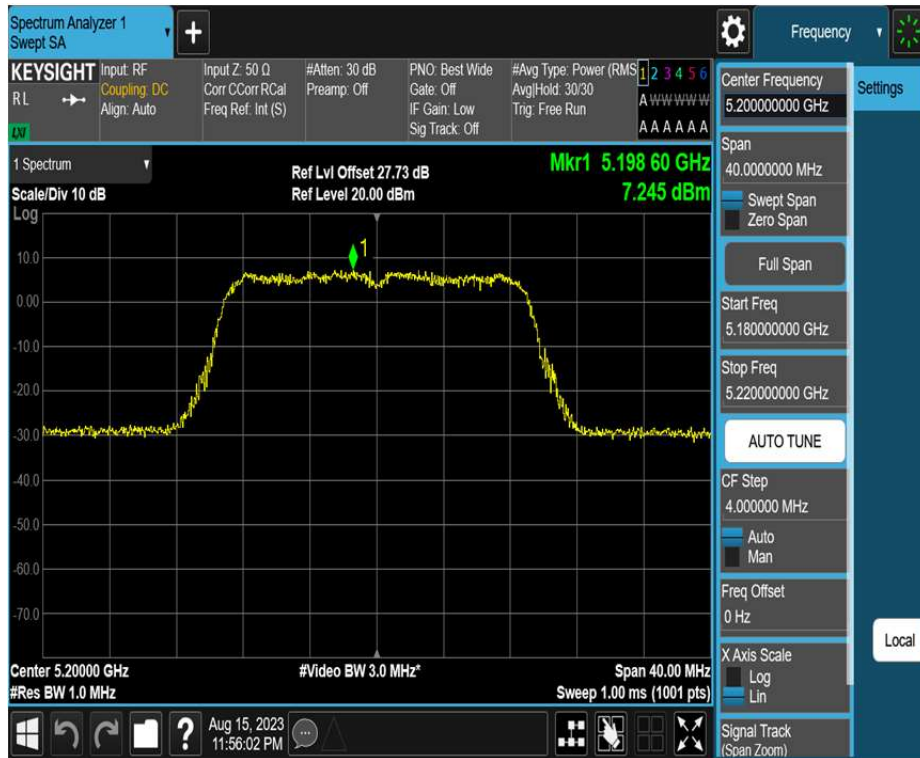 Spectrum Analyzer 1
Swept SA
+
Frequency
KEYSIGHT
RL
LXI
Input: RF
Coupling: DC
Align: Auto
Input Z: 50 Ω
Corr CCorr RCal
Freq Ref: Int (S)
#Atten: 30 dB
Preamp: Off
PNO: Best Wide
Gate: Off
IF Gain: Low
Sig Track: Off
#Avg Type: Power (RMS
Avg|Hold: 30/30
Trig: Free Run
1 2 3 4 5 6
A W W W W W
A A A A A A
1 Spectrum
Scale/Div 10 dB
Log
Ref Lvl Offset 27.73 dB
Ref Level 20.00 dBm
Mkr1 5.198 60 GHz
7.245 dBm
1
10.0
0.00
-10.0
-20.0
-30.0
-40.0
-50.0
-60.0
-70.0
Center 5.20000 GHz
#Res BW 1.0 MHz
#Video BW 3.0 MHz*
Span 40.00 MHz
Sweep 1.00 ms (1001 pts)
Center Frequency
5.200000000 GHz
Settings
Span
40.0000000 MHz
Swept Span
Zero Span
Full Span
Start Freq
5.180000000 GHz
Stop Freq
5.220000000 GHz
AUTO TUNE
CF Step
4.000000 MHz
Auto
Man
Freq Offset
0 Hz
X Axis Scale
Log
Lin
Local
Signal Track
(Span Zoom)
?
Aug 15, 2023
11:56:02 PM